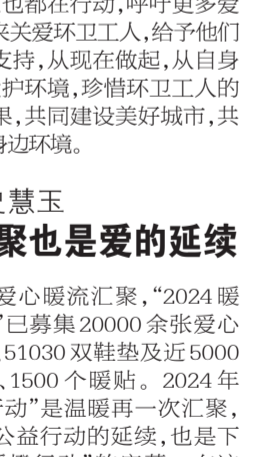 也都在行动，呼吁更多爱
来关爱环卫工人，给予他们
支持，从现在做起，从自身
护环境，珍惜环卫工人的
果，共同建设美好城市，共
身边环境。
慧玉
聚也是爱的延续
爱心暖流汇聚，“2024暖
”已募集20000余张爱心
51030双鞋垫及近5000
、1500个暖贴。2024年
行动”是温暖再一次汇聚，
公益行动的延续，也是下